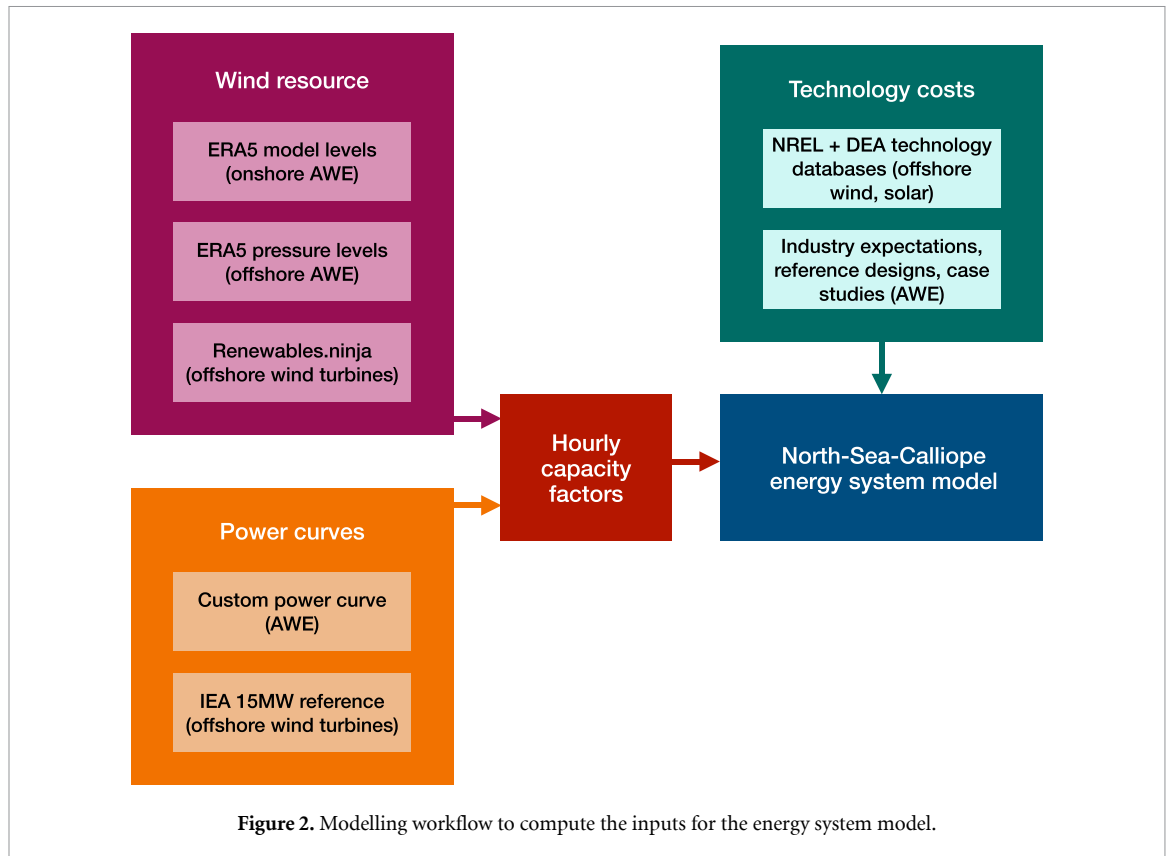 Wind resource
ERA5 model levels
(onshore AWE)
ERA5 pressure levels
(offshore AWE)
Renewables.ninja
(offshore wind turbines)
Power curves
Custom power curve
(AWE)
IEA 15MW reference
(offshore wind turbines)
Hourly
capacity
factors
Technology costs
NREL + DEA technology
databases (offshore
wind, solar)
Industry expectations,
reference designs, case
studies (AWE)
North-Sea-Calliope
energy system model
Figure 2. Modelling workflow to compute the inputs for the energy system model.